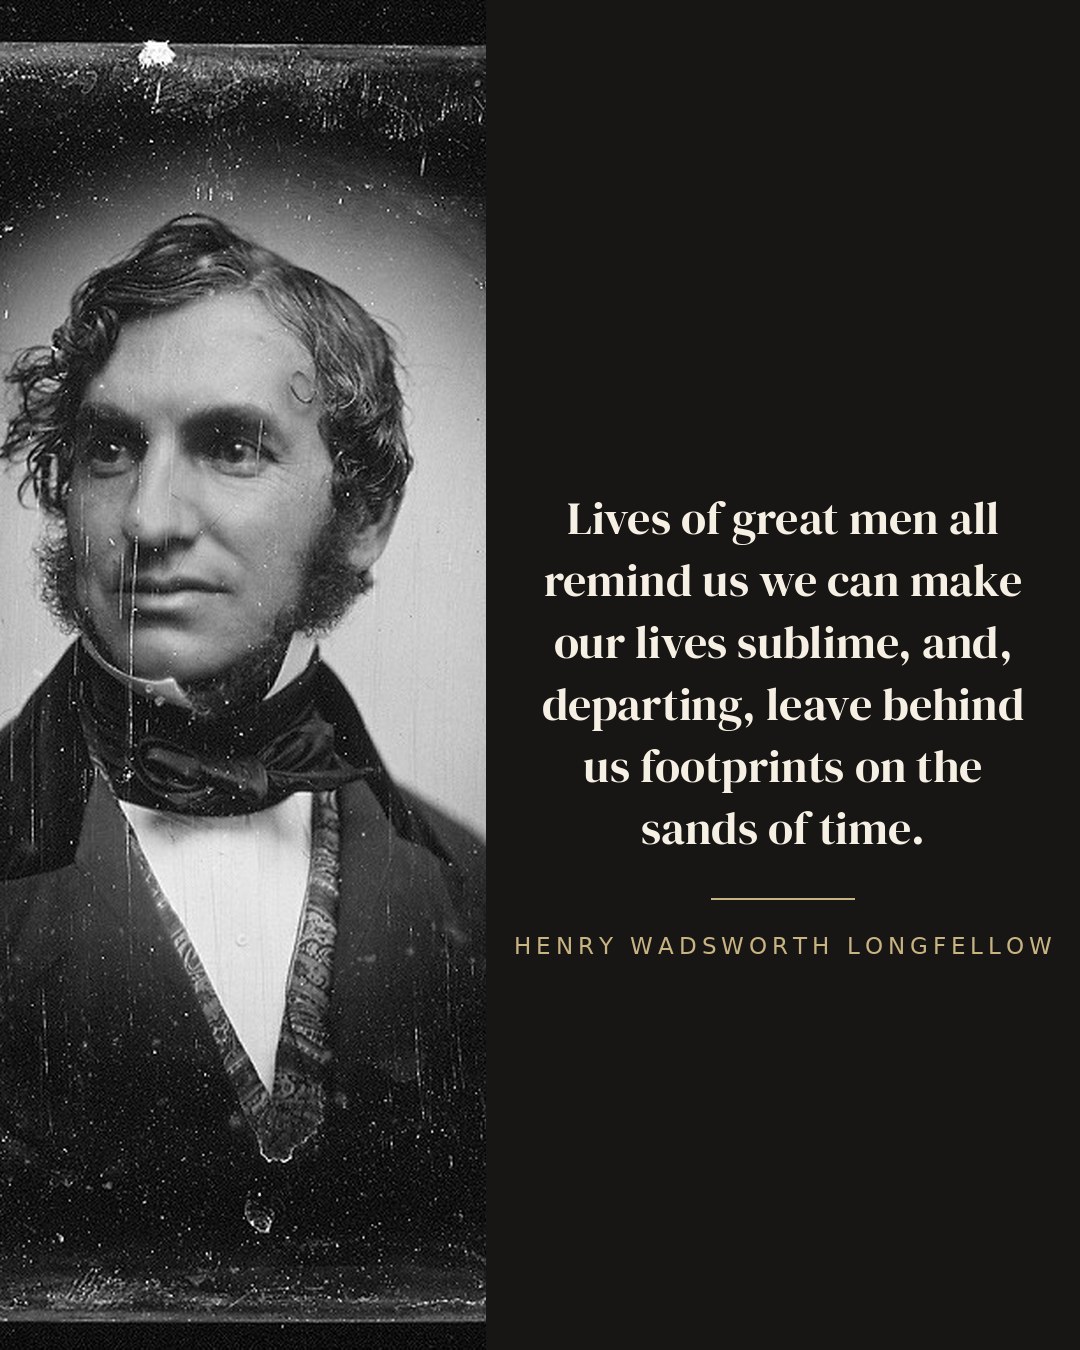 Lives of great men all
remind us we can make
our lives sublime, and,
departing, leave behind
us footprints on the
sands of time.
HENRY WADSWORTH LONGFELLOW